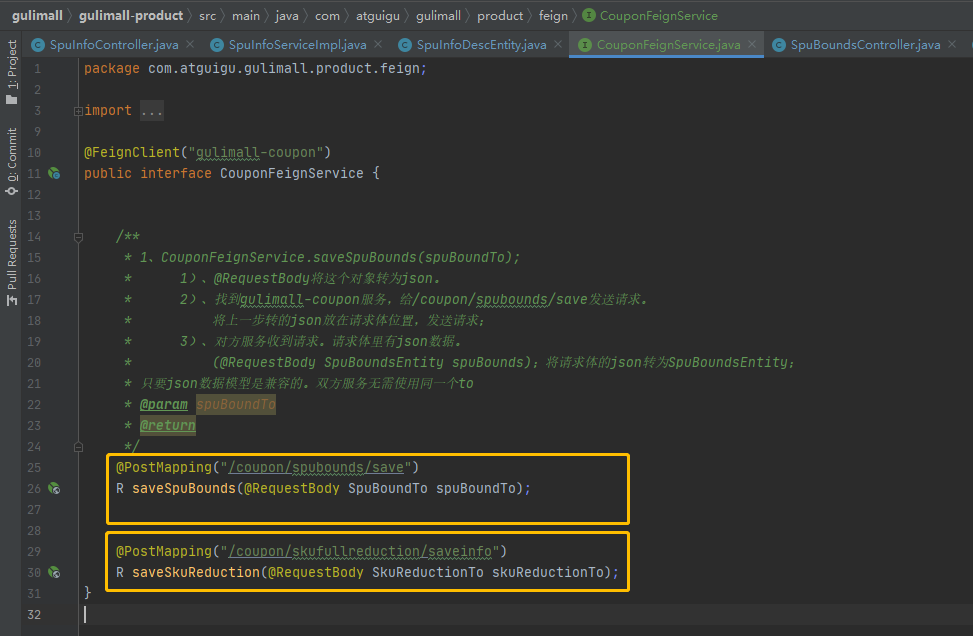 gulimall gulimall-product src main java com atguigu gulimall product feign CouponFeignService
SpuInfoController.java SpuInfoServiceImpl.java SpuInfoDescEntity.java CouponFeignService.java SpuBoundsController.java
1: Project
0: Commit
Pull Requests
1 package com.atguigu.gulimall.product.feign;
2
3 import ...
9
10 @FeignClient("gulimall-coupon")
11 public interface CouponFeignService {
12
13
14 /**
15 * 1、CouponFeignService.saveSpuBounds(spuBoundTo);
16 * 1）、@RequestBody将这个对象转为json.
17 * 2）、找到gulimall-coupon服务，给/coupon/spubounds/save发送请求.
18 * 将上一步转的json放在请求体位置，发送请求；
19 * 3）、对方服务收到请求.请求体里有json数据.
20 * (@RequestBody SpuBoundsEntity spuBounds)；将请求体的json转为SpuBoundsEntity；
21 * 只要json数据模型是兼容的.双方服务无需使用同一个to
22 * @param spuBoundTo
23 * @return
24 */
25 @PostMapping("/coupon/spubounds/save")
26 R saveSpuBounds(@RequestBody SpuBoundTo spuBoundTo);
27
28
29 @PostMapping("/coupon/skufullreduction/saveinfo")
30 R saveSkuReduction(@RequestBody SkuReductionTo skuReductionTo);
31 }
32